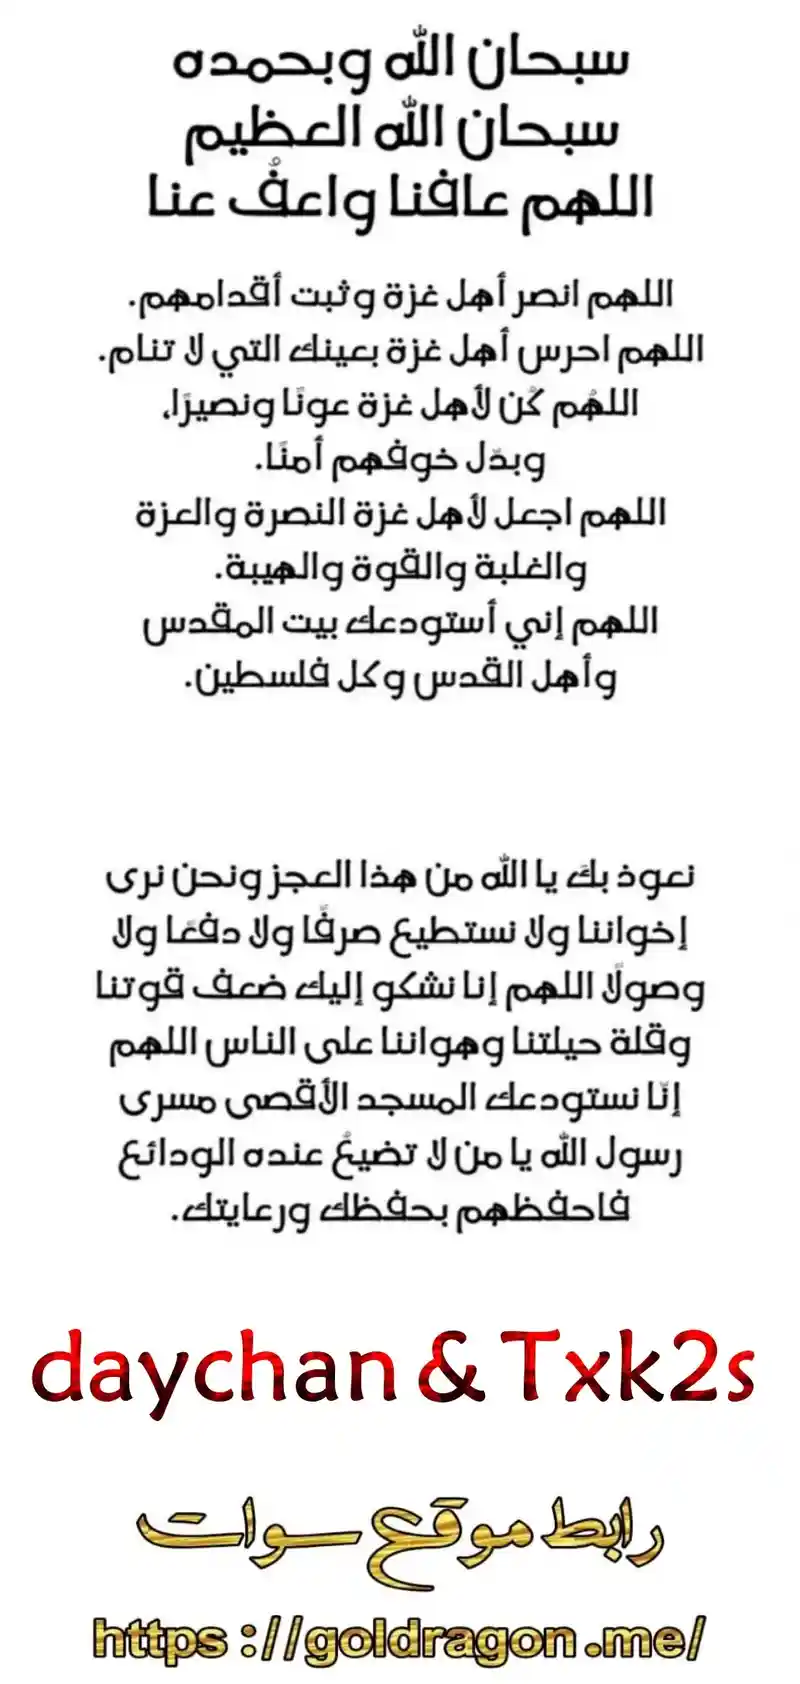 سبحان الله وبحمده
سبحان الله العظيم
اللهم عافنا واعفُ عنا
اللهم انصر أهل غزة وثبت أقدامهم.
اللهم احرس أهل غزة بعينك التي لا تنام.
اللهُم كُن لأهل غزة عونًا ونصيرًا،
وبدّل خوفهم أمنًا.
اللهم اجعل لأهل غزة النصرة والعزة
والغلبة والقوة والهيبة.
اللهم إني أستودعك بيت المقدس
وأهل القدس وكل فلسطين.
نعوذ بكَ يا الله من هذا العجز ونحن نرى
إخواننا ولا نستطيع صرفًا ولا دفعًا ولا
وصولًا اللهم إنا نشكو إليك ضعف قوتنا
وقلة حيلتنا وهواننا على الناس اللهم
إنّا نستودعك المسجد الأقصى مسرى
رسول الله يا من لا تضيعُ عنده الودائع
فاحفظهم بحفظك ورعايتك.
daychan & Txk2s
رابط موقع سوات
https://goldragon.me/